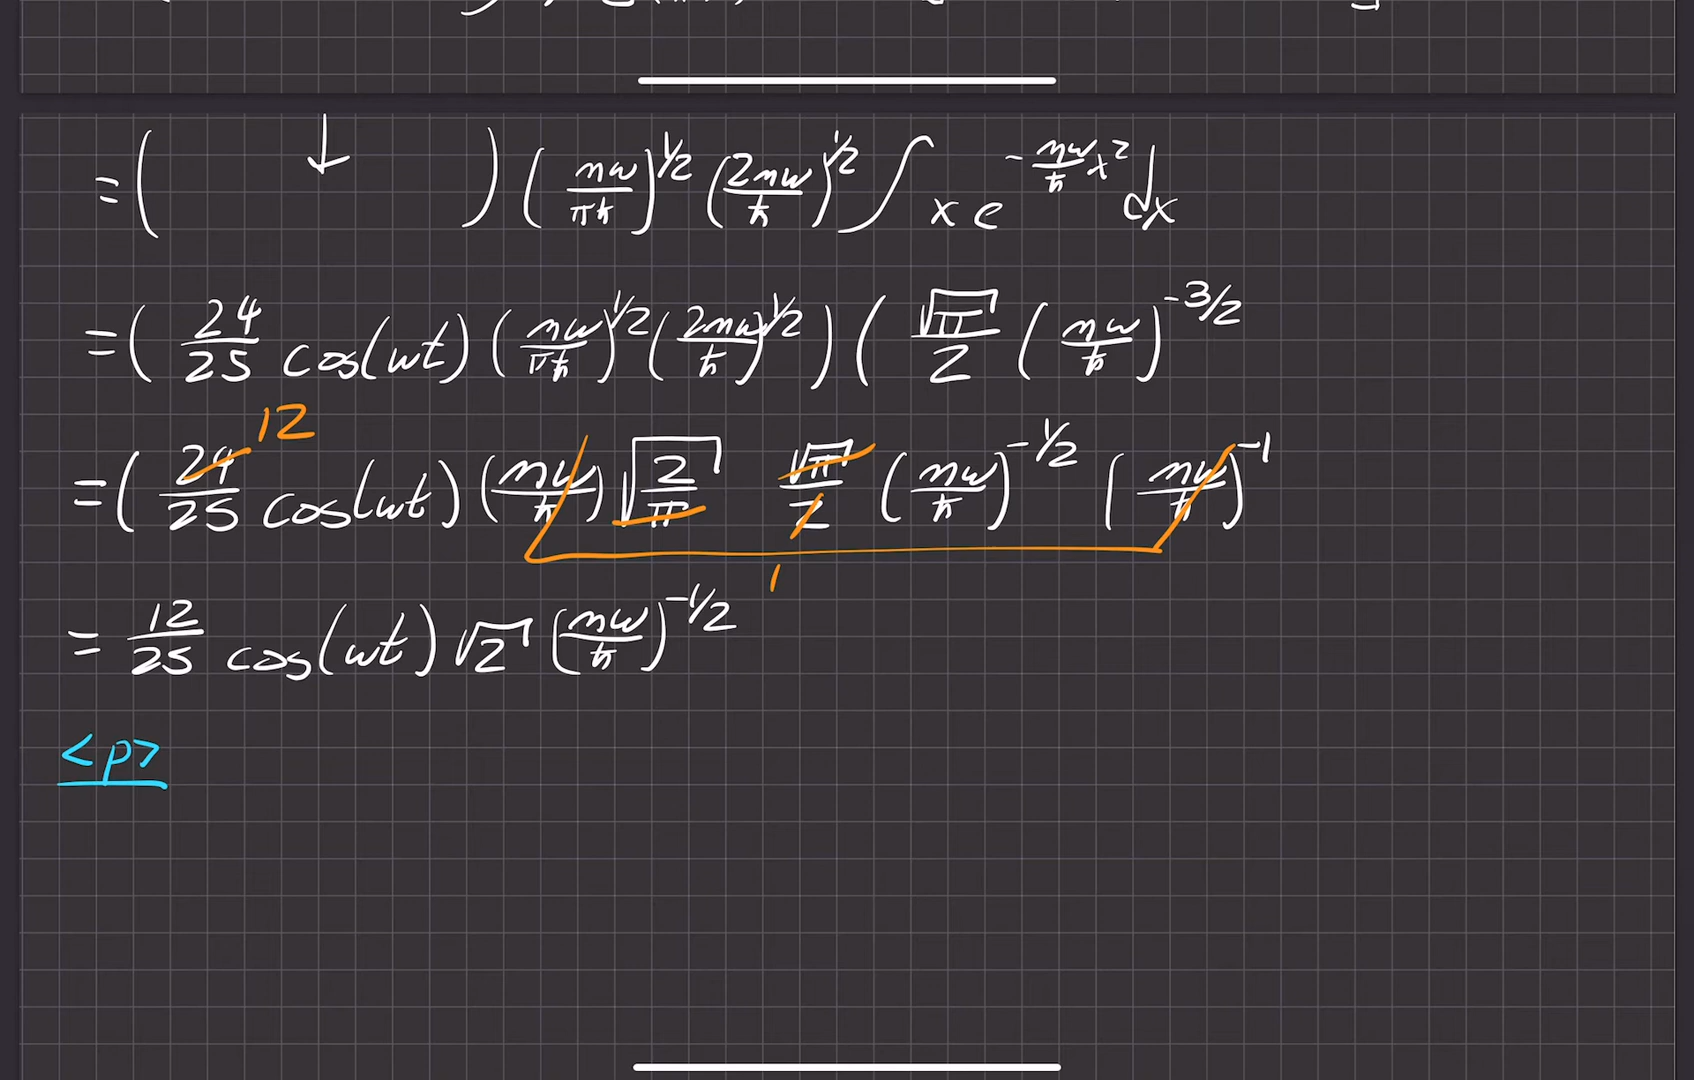 = ( ↓ ) (mω/πħ)^1/2 (2mω/ħ)^1/2 ∫ x e^(-mω/ħ x^2) dx
= ( 24/25 cos(ωt) (mω/πħ)^1/2 (2mω/ħ)^1/2 ) ( √π/2 (mω/ħ)^-3/2
12
= ( 24/25 cos(ωt) (mω/ħ) √(2/π) √π/2 (mω/ħ)^-1/2 (mω/ħ)^-1
1
= 12/25 cos(ωt) √2 (mω/ħ)^-1/2
<p>